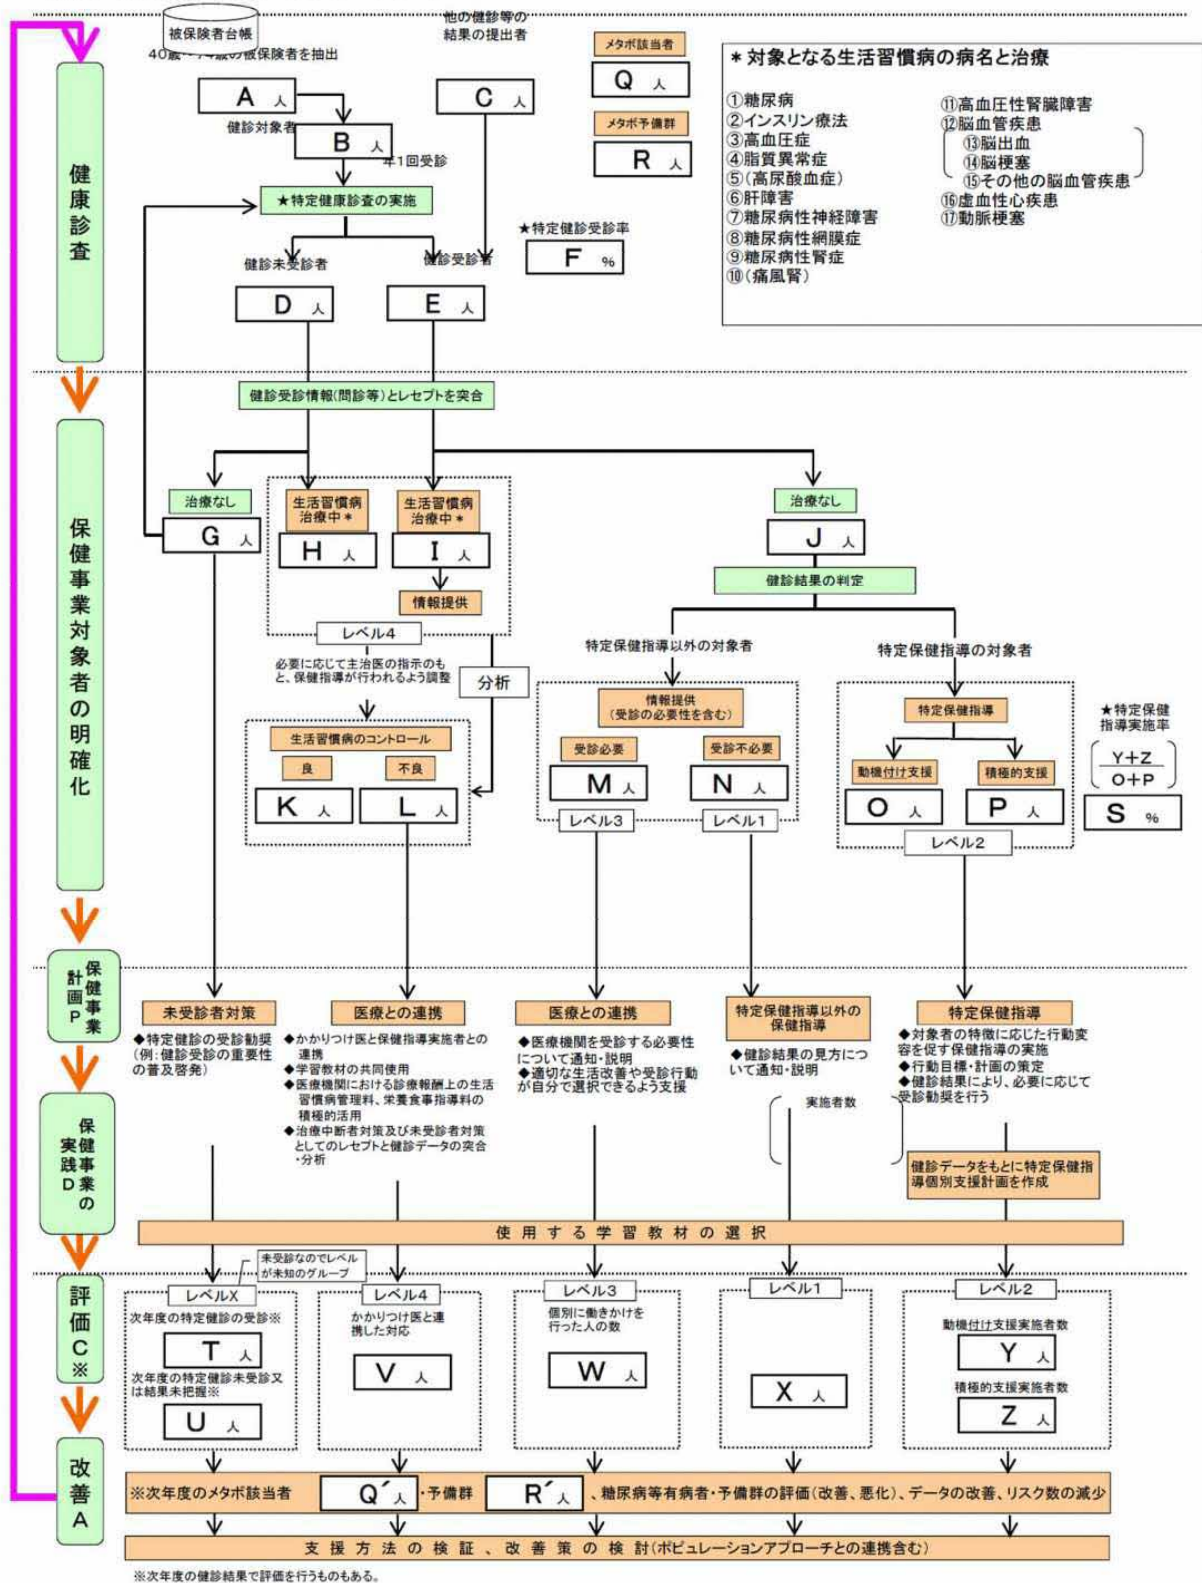 被保険者台帳
40歳~74歳の被保険者を抽出
A 人
健診対象者
B 人
年1回受診
他の健診等の
結果の提出者
C 人
メタボ該当者
Q 人
メタボ予備群
R 人
*対象となる生活習慣病の病名と治療
①糖尿病
②インスリン療法
③高血圧症
④脂質異常症
⑤(高尿酸血症)
⑥肝障害
⑦糖尿病性神経障害
⑧糖尿病性網膜症
⑨糖尿病性腎症
⑩(痛風腎)
⑪高血圧性腎臓障害
⑫脳血管疾患
⑬脳出血
⑭脳梗塞
⑮その他の脳血管疾患
⑯虚血性心疾患
⑰動脈梗塞
健康診査
★特定健康診査の実施
★特定健診受診率
F %
健診未受診者
D 人
健診受診者
E 人
健診受診情報(問診等)とレセプトを突合
保健事業対象者の明確化
治療なし
G 人
生活習慣病
治療中*
H 人
生活習慣病
治療中*
I 人
情報提供
レベル4
必要に応じて主治医の指示のも
と、保健指導が行われるよう調整
分析
生活習慣病のコントロール
良
不良
K 人
L 人
治療なし
J 人
健診結果の判定
特定保健指導以外の対象者
特定保健指導の対象者
情報提供
(受診の必要性を含む)
受診必要
受診不必要
M 人
N 人
レベル3
レベル1
特定保健指導
動機付け支援
積極的支援
O 人
P 人
レベル2
★特定保健
指導実施率
Y+Z
O+P
S %
保健事業
計画P
未受診者対策
◆特定健診の受診勧奨
(例:健診受診の重要性
の普及啓発)
医療との連携
◆かかりつけ医と保健指導実施者との
連携
◆学習教材の共同使用
◆医療機関における診療報酬上の生活
習慣病管理料、栄養食事指導料の
積極的活用
◆治療中断者対策及び未受診者対策
としてのレセプトと健診データの突合
・分析
医療との連携
◆医療機関を受診する必要性
について通知・説明
◆適切な生活改善や受診行動
が自分で選択できるよう支援
特定保健指導以外の
保健指導
◆健診結果の見方につ
いて通知・説明
実施者数
特定保健指導
◆対象者の特徴に応じた行動変
容を促す保健指導の実施
◆行動目標・計画の策定
◆健診結果により、必要に応じて
受診勧奨を行う
健診データをもとに特定保健指
導個別支援計画を作成
保健事業の
実践D
使用する学習教材の選択
評価C※
未受診なのでレベル
が未知のグループ
レベルX
次年度の特定健診の受診※
T 人
次年度の特定健診未受診又
は結果未把握※
U 人
レベル4
かかりつけ医と連
携した対応
V 人
レベル3
個別に働きかけを
行った人の数
W 人
レベル1
X 人
レベル2
動機付け支援実施者数
Y 人
積極的支援実施者数
Z 人
改善A
※次年度のメタボ該当者 Q´人 ・予備群 R´人 、糖尿病等有病者・予備群の評価(改善、悪化)、データの改善、リスク数の減少
支援方法の検証、改善策の検討(ポピュレーションアプローチとの連携含む)
※次年度の健診結果で評価を行うものもある。